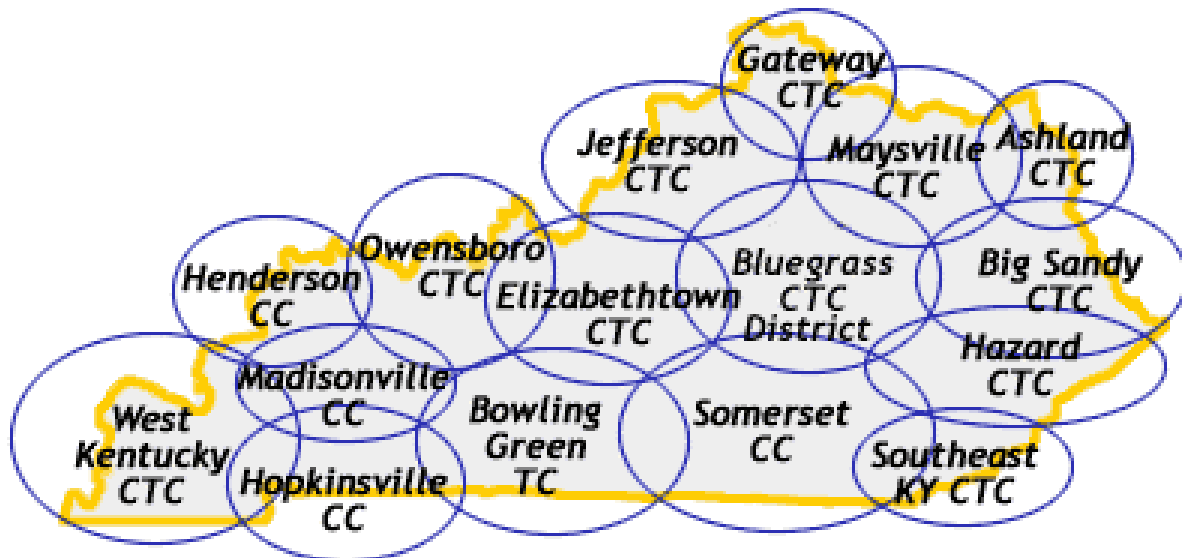 Gateway
CTC
Jefferson
CTC
Maysville
CTC
Ashland
CTC
Owensboro
CTC
Henderson
CC
Elizabethtown
CTC
Bluegrass
CTC
District
Big Sandy
CTC
Hazard
CTC
Madisonville
CC
West
Kentucky
CTC
Bowling
Green
TC
Somerset
CC
Southeast
KY CTC
Hopkinsville
CC